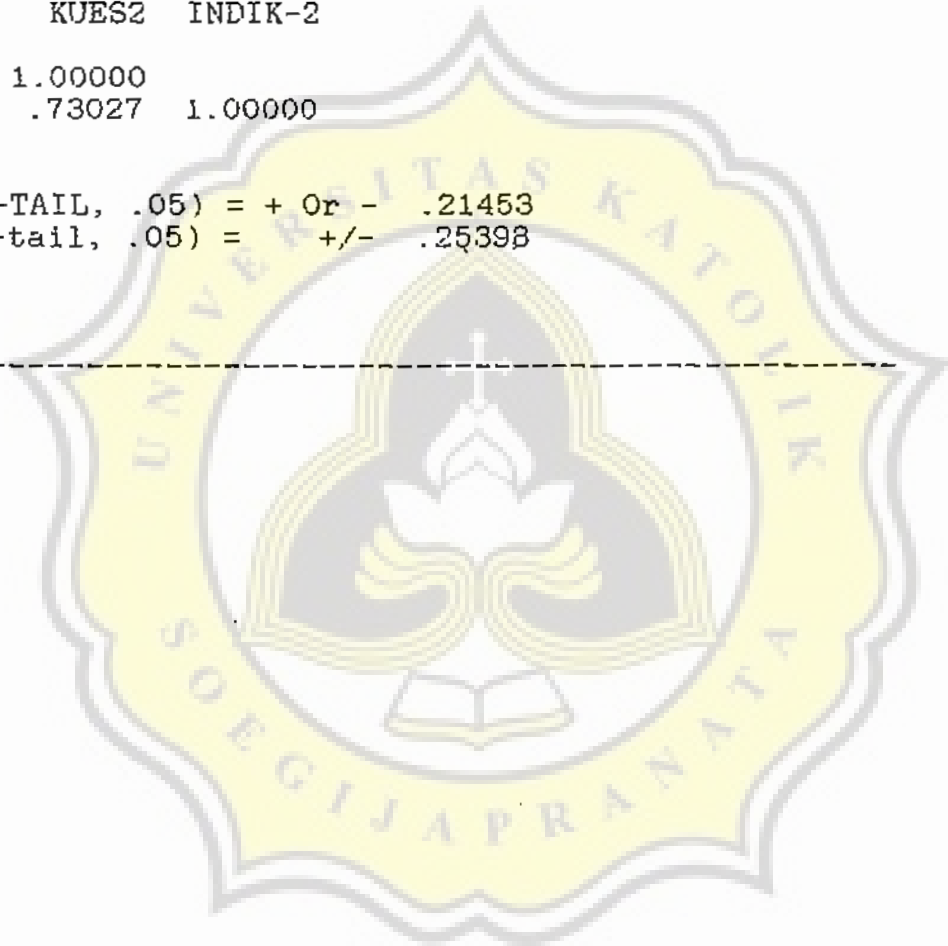 KUES2 INDIK-2
1.00000
.73027 1.00000
-TAIL, .05) = + Or - .21453
-tail, .05) = +/- .25398
UNIVERSITAS KATOLIK
SOEGIJAPRANATA